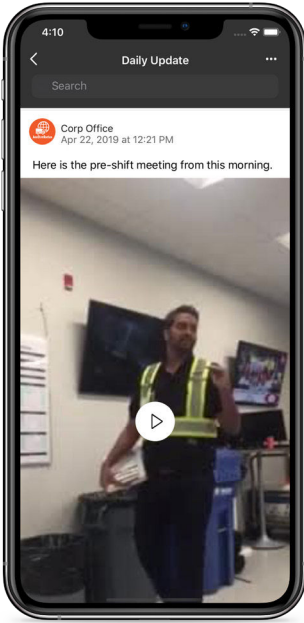 4:10
Daily Update
Search
Corp Office
Apr 22, 2019 at 12:21 PM
Here is the pre-shift meeting from this morning.